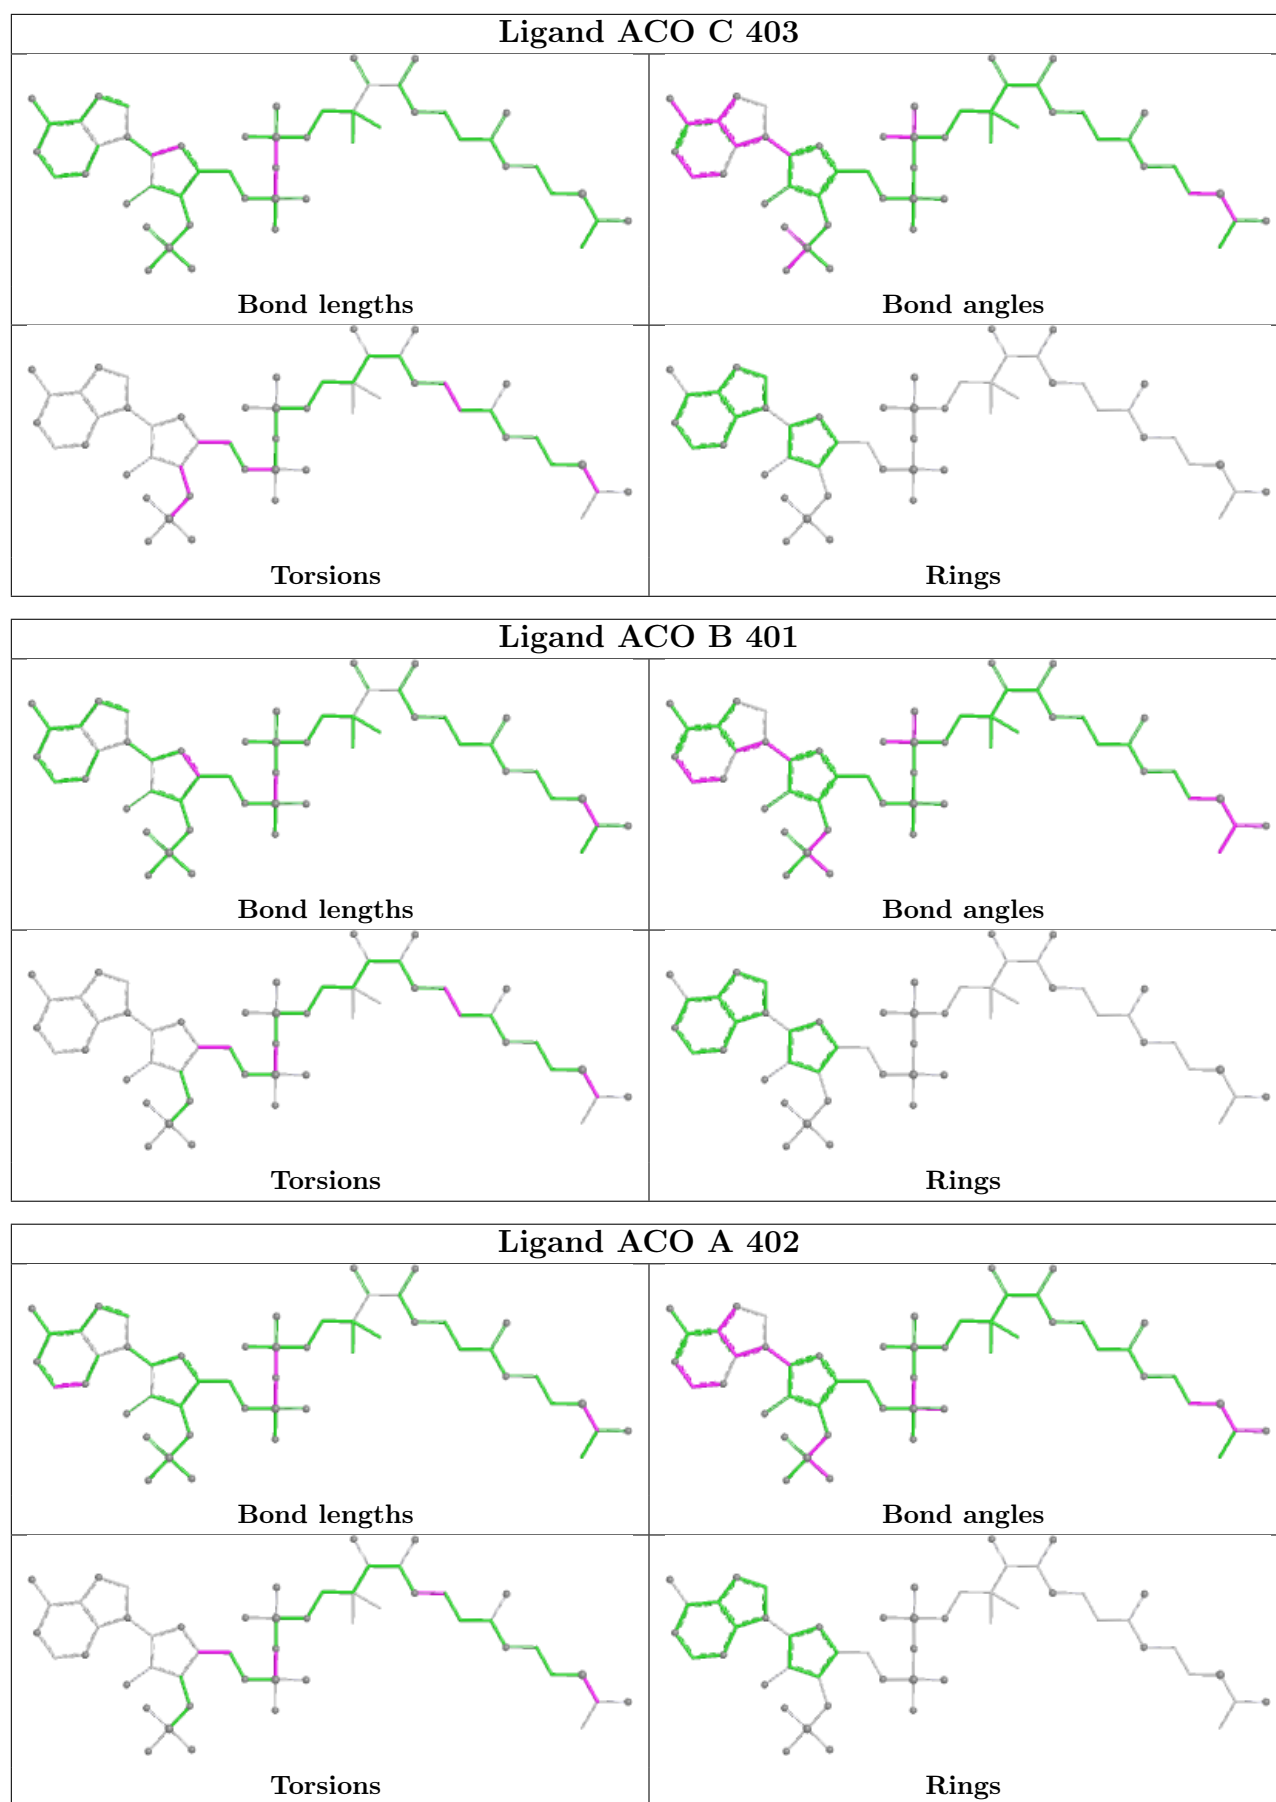 Ligand ACO C 403
Bond lengths
Bond angles
Torsions
Rings
Ligand ACO B 401
Bond lengths
Bond angles
Torsions
Rings
Ligand ACO A 402
Bond lengths
Bond angles
Torsions
Rings